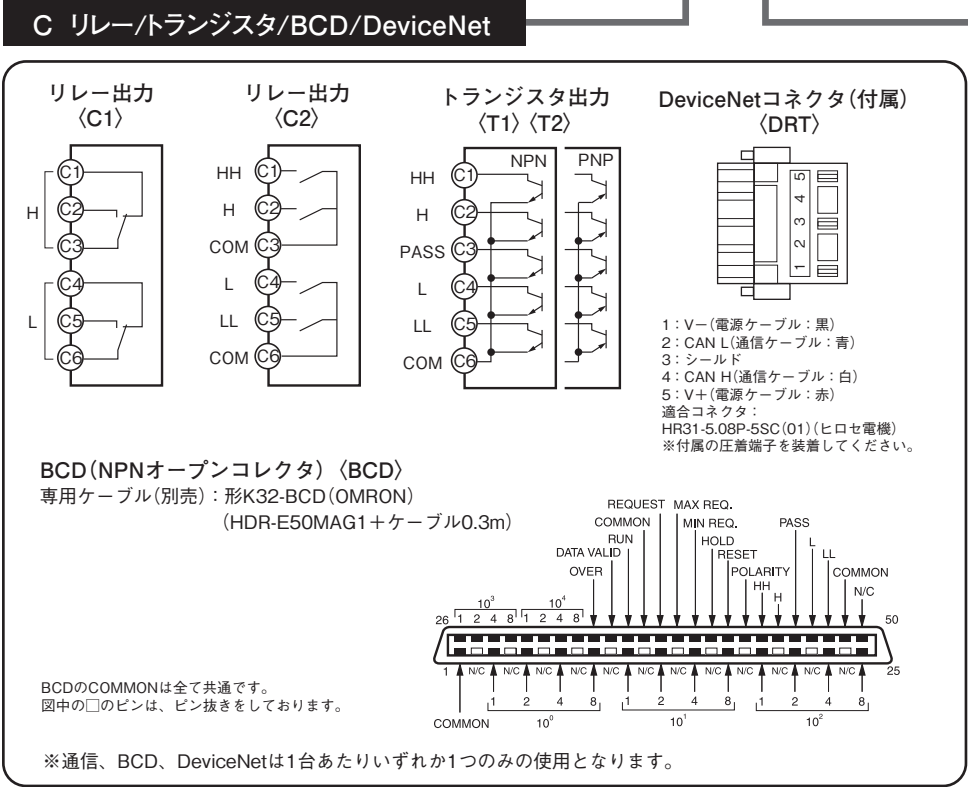 C リレー/トランジスタ/BCD/DeviceNet
リレー出力
〈C1〉
C1
H C2
C3
C4
L C5
C6
リレー出力
〈C2〉
HH C1
H C2
COM C3
L C4
LL C5
COM C6
トランジスタ出力
〈T1〉〈T2〉
NPN PNP
HH C1
H C2
PASS C3
L C4
LL C5
COM C6
DeviceNetコネクタ(付属)
〈DRT〉
1 2 3 4 5
1：V−(電源ケーブル：黒)
2：CAN L(通信ケーブル：青)
3：シールド
4：CAN H(通信ケーブル：白)
5：V+(電源ケーブル：赤)
適合コネクタ：
HR31-5.08P-5SC(01)(ヒロセ電機)
※付属の圧着端子を装着してください。
BCD(NPNオープンコレクタ)〈BCD〉
専用ケーブル(別売)：形K32-BCD(OMRON)
(HDR-E50MAG1＋ケーブル0.3m)
REQUEST MAX REQ.
COMMON MIN REQ. PASS
RUN HOLD L
DATA VALID RESET LL
OVER POLARITY COMMON
HH N/C
H
10³ 10⁴
26 1 2 4 8 1 2 4 8 50
1 N/C N/C N/C N/C N/C N/C N/C N/C N/C N/C N/C N/C 25
1 2 4 8 1 2 4 8 1 2 4 8
COMMON 10⁰ 10¹ 10²
BCDのCOMMONは全て共通です。
図中の□のピンは、ピン抜きをしております。
※通信、BCD、DeviceNetは1台あたりいずれか1つのみの使用となります。